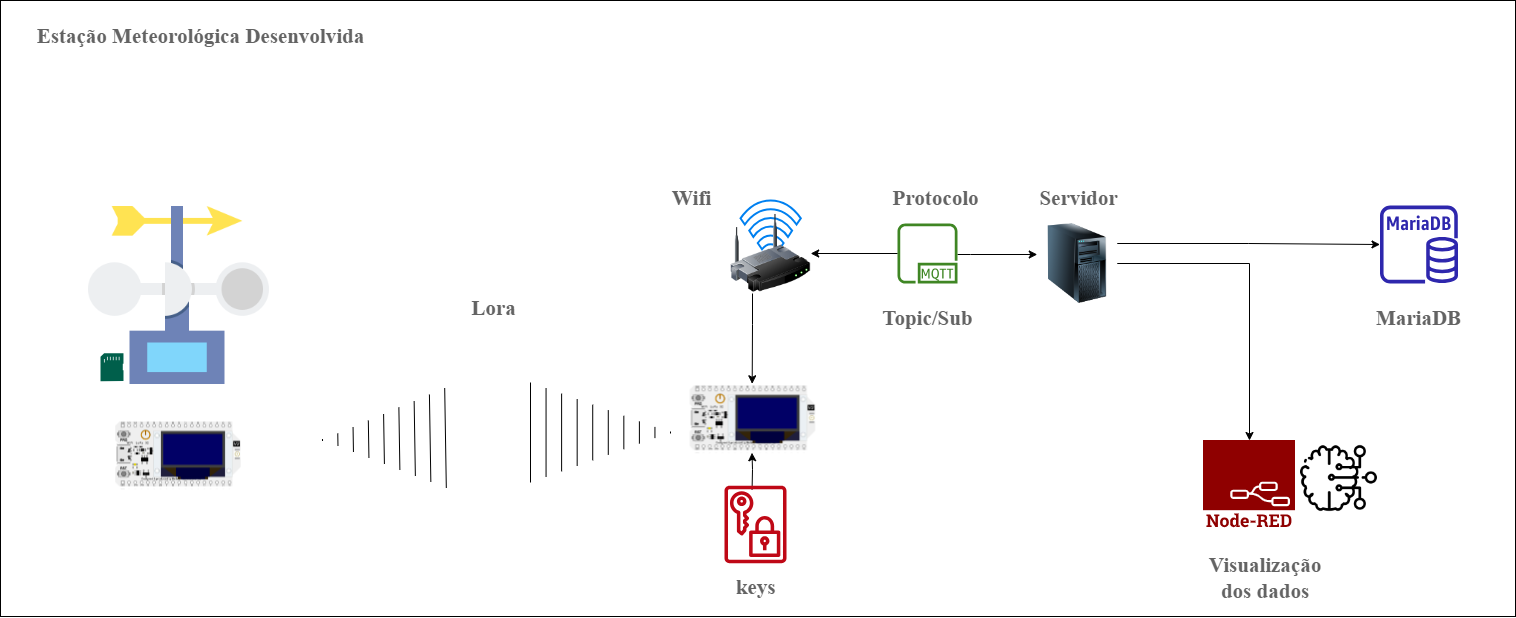 Estação Meteorológica Desenvolvida
Wifi
Protocolo
Servidor
MariaDB
MQTT
Lora
Topic/Sub
MariaDB
Node-RED
keys
Visualização
dos dados